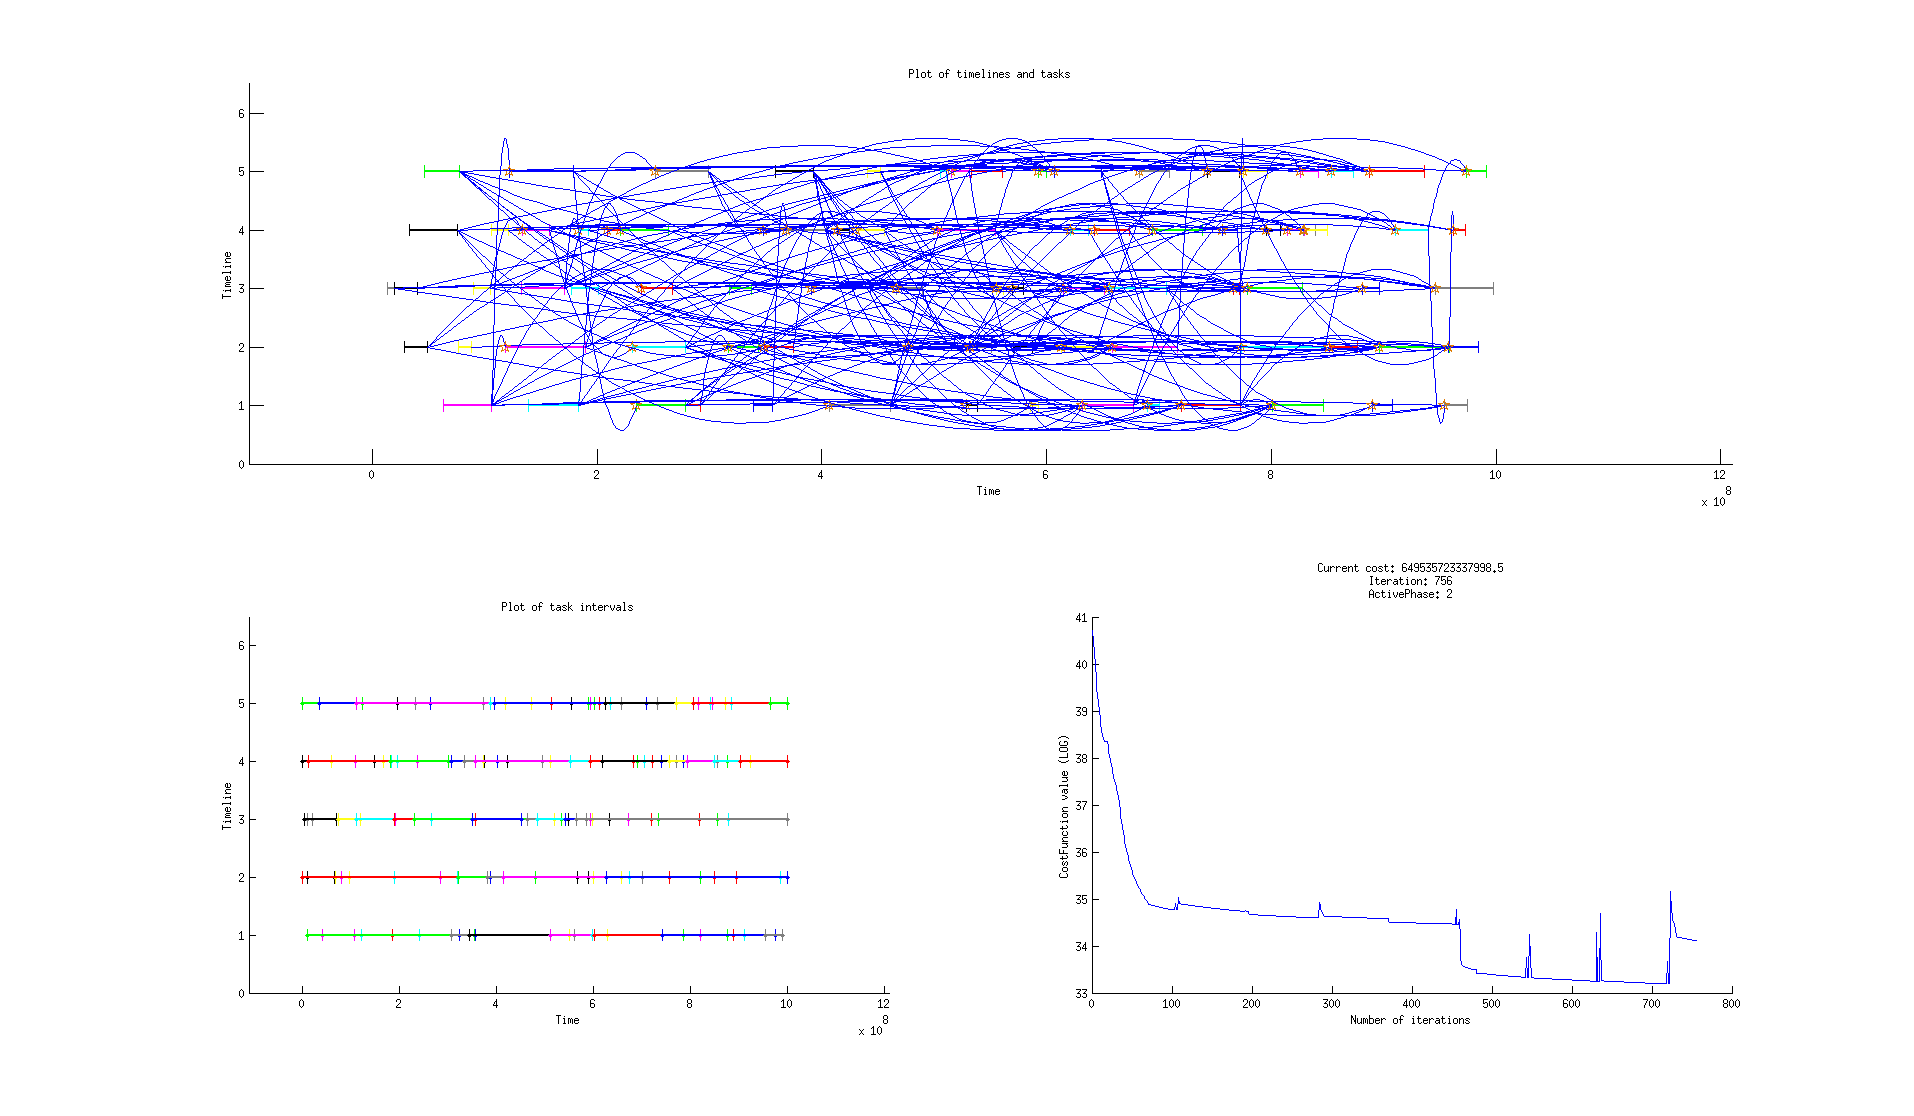 Plot of timelines and tasks
6
5
4
3
2
1
0
Timeline
0 2 4 6 8 10 12
Time
x 10
8
Plot of task intervals
6
5
4
3
2
1
0
Timeline
0 2 4 6 8 10 12
Time
x 10
8
Current cost: 649535723337998.5
Iteration: 756
ActivePhase: 2
41
40
39
38
37
36
35
34
33
CostFunction value (LOG)
0 100 200 300 400 500 600 700 800
Number of iterations